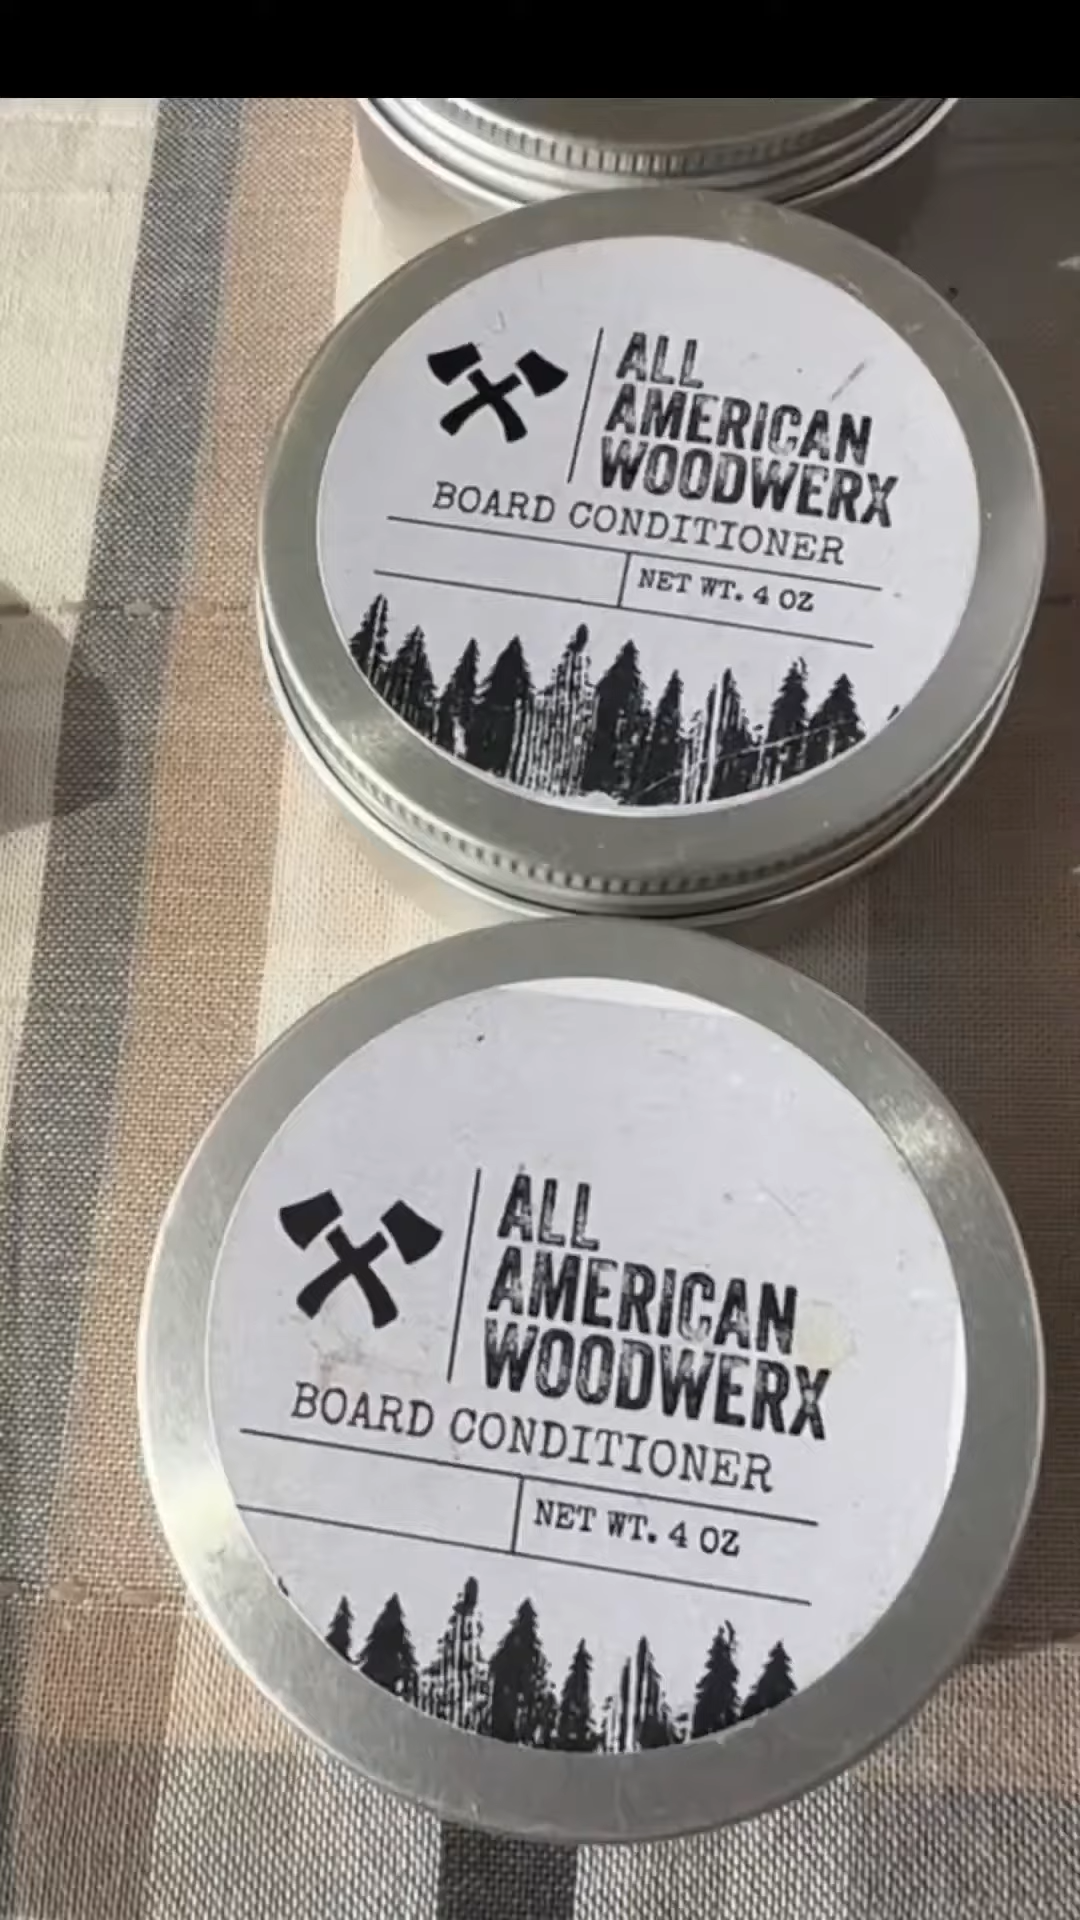 ALL
AMERICAN
WOODWERX
BOARD CONDITIONER
NET WT. 4 OZ
ALL
AMERICAN
WOODWERX
BOARD CONDITIONER
NET WT. 4 OZ